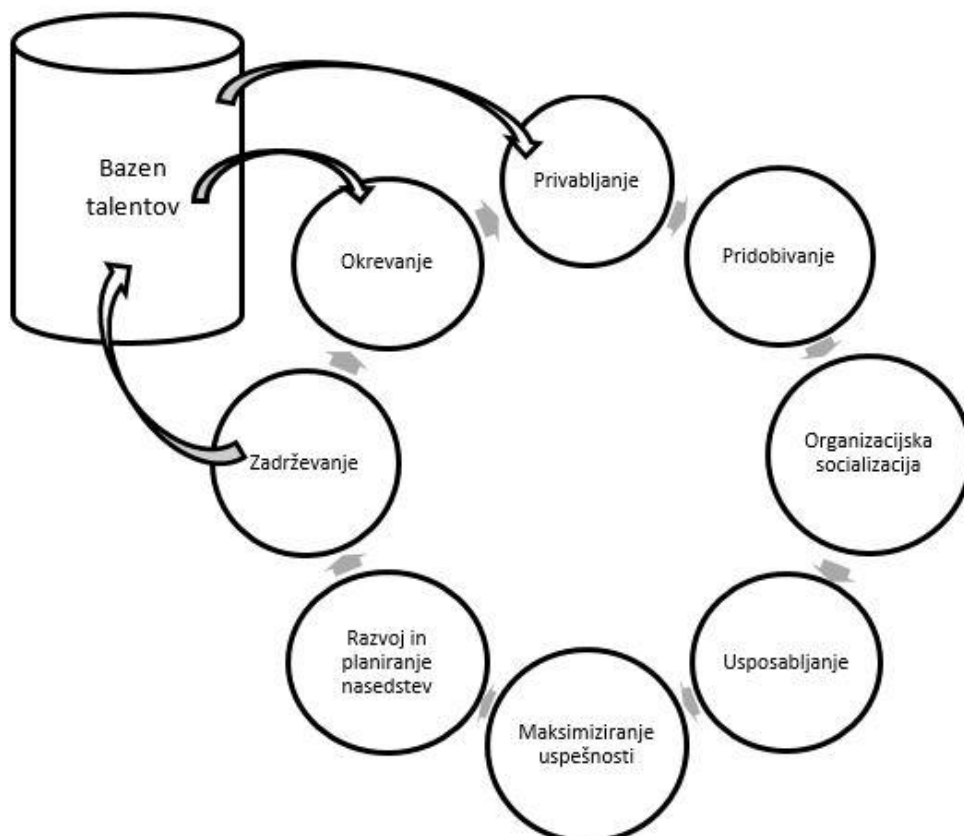 Bazen
talentov
Privabljanje
Pridobivanje
Organizacijska
socializacija
Usposabljanje
Maksimiziranje
uspešnosti
Razvoj in
planiranje
nasedstev
Zadrževanje
Okrevanje